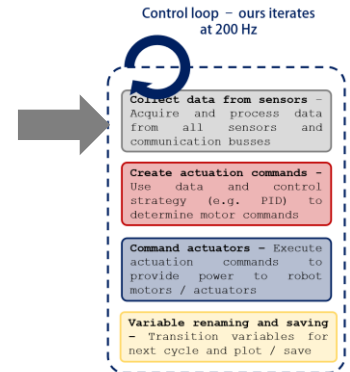 Control loop – ours iterates
at 200 Hz
Collect data from sensors –
Acquire and process data
from all sensors and
communication busses
Create actuation commands –
Use data and control
strategy (e.g. PID) to
determine motor commands
Command actuators – Execute
actuation commands to
provide power to robot
motors / actuators
Variable renaming and saving
– Transition variables for
next cycle and plot / save